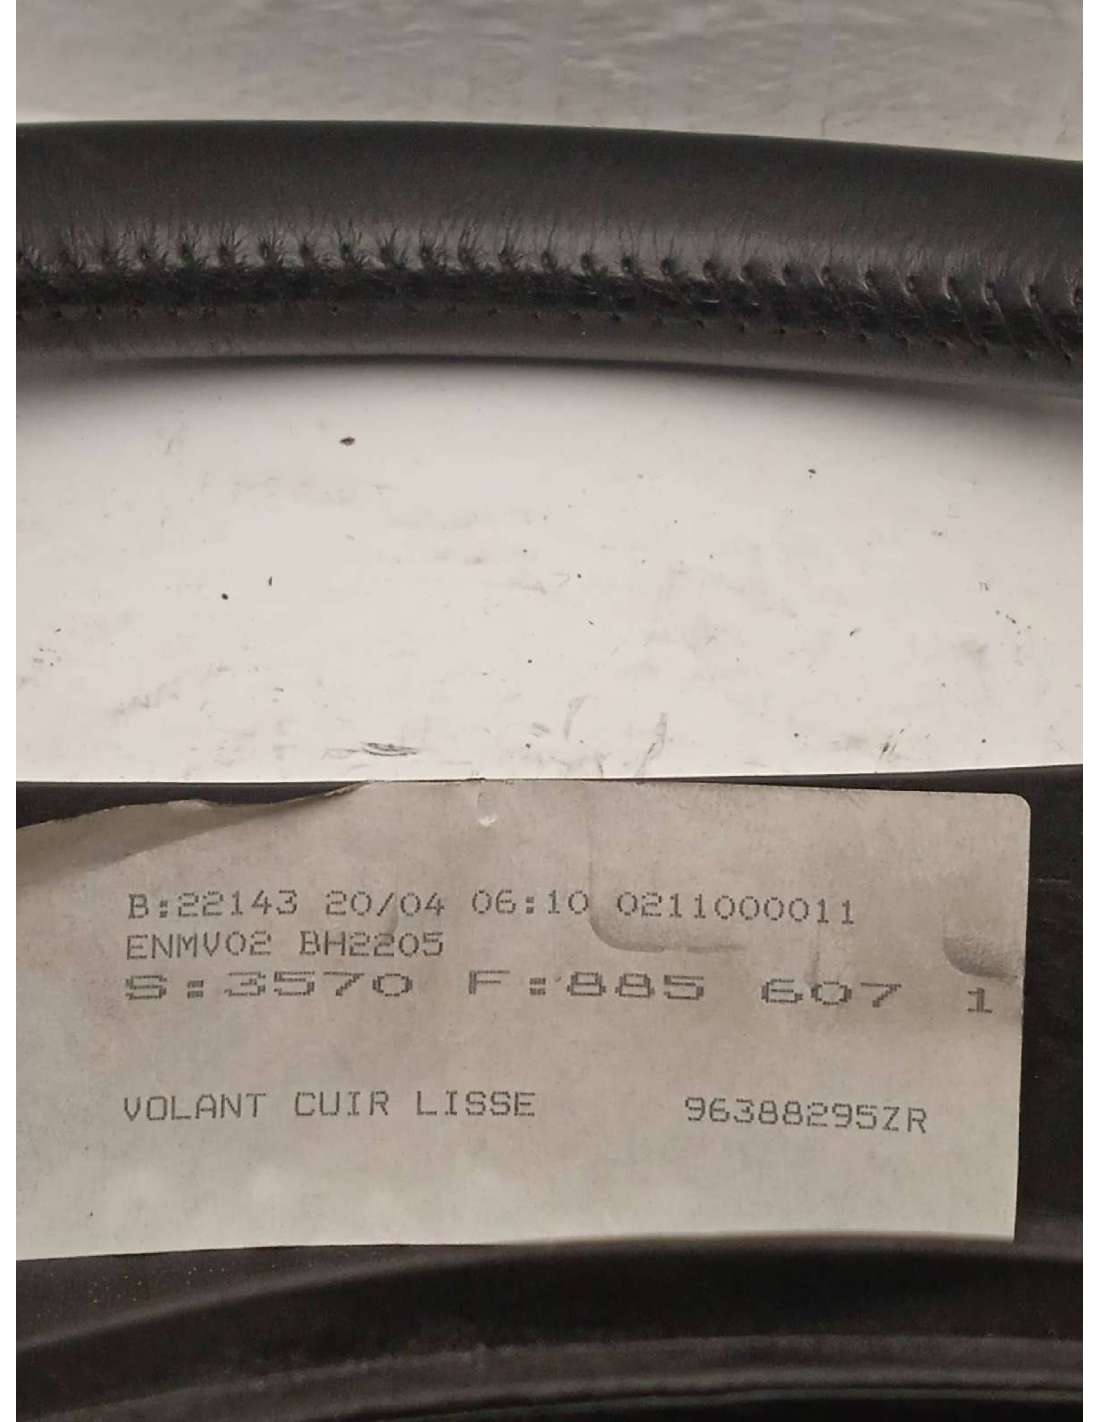 B:22143 20/04 06:10 0211000011
ENMV02 BH2205
S:3570 F:885 607 1
VOLANT CUIR LISSE 96388295ZR